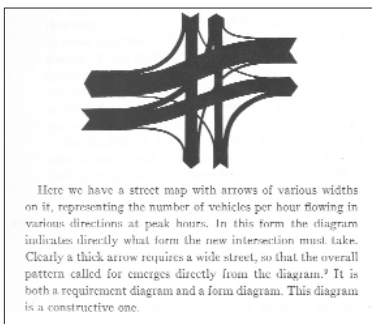 Here we have a street map with arrows of various widths
on it, representing the number of vehicles per hour flowing in
various directions at peak hours. In this form the diagram
indicates directly what form the new intersection must take.
Clearly a thick arrow requires a wide street, so that the overall
pattern called for emerges directly from the diagram.⁹ It is
both a requirement diagram and a form diagram. This diagram
is a constructive one.